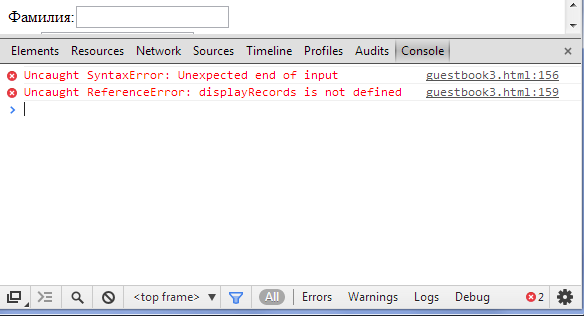 Фамилия:
Elements Resources Network Sources Timeline Profiles Audits Console
Uncaught SyntaxError: Unexpected end of input guestbook3.html:156
Uncaught ReferenceError: displayRecords is not defined guestbook3.html:159
<top frame> All Errors Warnings Logs Debug 2